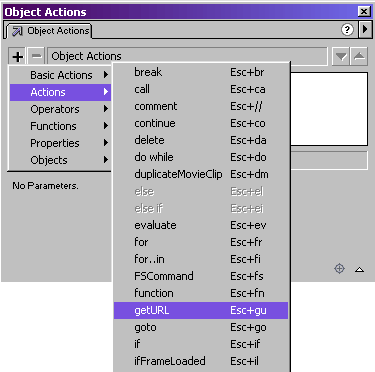 Object Actions
Object Actions
?
+ − Object Actions
Basic Actions
Actions
Operators
Functions
Properties
Objects
No Parameters.
break Esc+br
call Esc+ca
comment Esc+//
continue Esc+co
delete Esc+da
do while Esc+do
duplicateMovieClip Esc+dm
else Esc+el
else if Esc+ei
evaluate Esc+ev
for Esc+fr
for..in Esc+fi
FSCommand Esc+fs
function Esc+fn
getURL Esc+gu
goto Esc+go
if Esc+if
ifFrameLoaded Esc+il